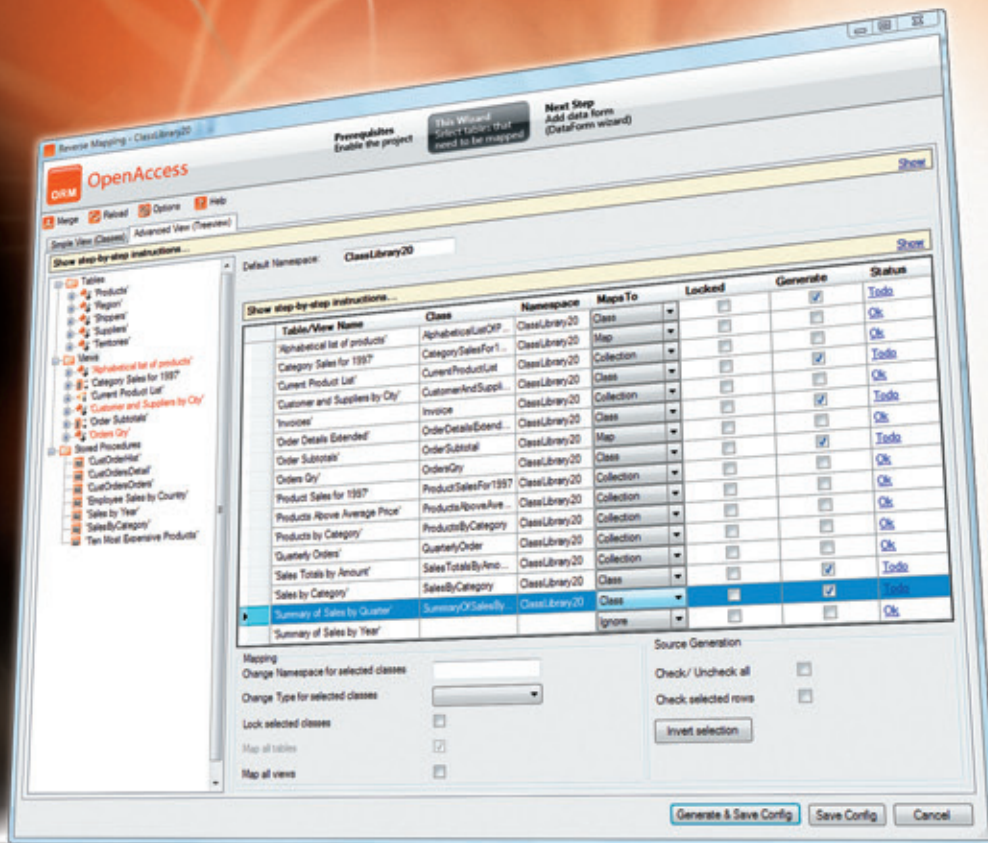 Reverse Mapping - ClassLibrary20
Prerequisites
Enable the project
This Wizard
Select tables that
need to be mapped
Next Step
Add data form
(DataForm wizard)
ORM OpenAccess
Merge Reload Options Help
Show
Simple View (Classes) Advanced View (Treeview)
Show step-by-step instructions...
Tables
'Products'
'Region'
'Shippers'
'Suppliers'
'Territories'
Views
'Alphabetical list of products'
'Category Sales for 1997'
'Current Product List'
'Customer and Suppliers by City'
'Order Subtotals'
'Orders Qry'
Stored Procedures
'CustOrderHist'
'CustOrdersDetail'
'CustOrdersOrders'
'Employee Sales by Country'
'Sales by Year'
'SalesByCategory'
'Ten Most Expensive Products'
Default Namespace: ClassLibrary20
Show step-by-step instructions... Show
Table/View Name Class Namespace MapsTo Locked Generate Status
'Alphabetical list of products' AlphabeticalListOfP... ClassLibrary20 Class Todo
'Category Sales for 1997' CategorySalesFor1... ClassLibrary20 Map Ok
'Current Product List' CurrentProductList ClassLibrary20 Collection Ok
'Customer and Suppliers by City' CustomerAndSuppli... ClassLibrary20 Class Todo
'Invoices' Invoice ClassLibrary20 Collection Ok
'Order Details Extended' OrderDetailsExtend... ClassLibrary20 Class Todo
'Order Subtotals' OrderSubtotal ClassLibrary20 Map Ok
'Orders Qry' OrdersQry ClassLibrary20 Class Todo
'Product Sales for 1997' ProductSalesFor1997 ClassLibrary20 Collection Ok
'Products Above Average Price' ProductsAboveAve... ClassLibrary20 Collection Ok
'Products by Category' ProductsByCategory ClassLibrary20 Collection Ok
'Quarterly Orders' QuarterlyOrder ClassLibrary20 Collection Ok
'Sales Totals by Amount' SalesTotalsByAmo... ClassLibrary20 Collection Ok
'Sales by Category' SalesByCategory ClassLibrary20 Class Todo
'Summary of Sales by Quarter' SummaryOfSalesBy... ClassLibrary20 Class Todo
'Summary of Sales by Year' Ignore Ok
Mapping
Change Namespace for selected classes
Change Type for selected classes
Lock selected classes
Map all tables
Map all views
Source Generation
Check/ Uncheck all
Check selected rows
Invert selection
Generate & Save Config Save Config Cancel